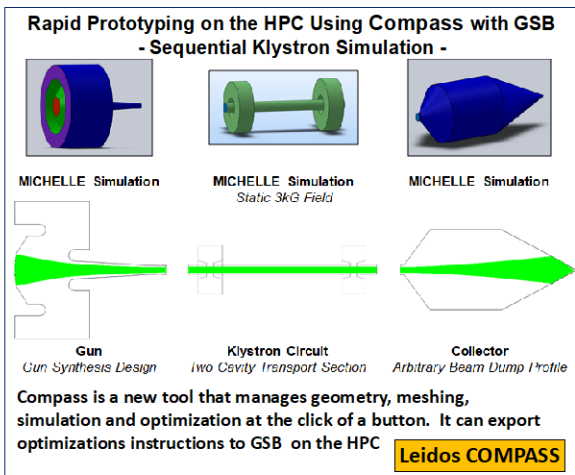 Rapid Prototyping on the HPC Using Compass with GSB
- Sequential Klystron Simulation -
MICHELLE Simulation
MICHELLE Simulation
Static 3kG Field
MICHELLE Simulation
Gun
Gun Synthesis Design
Klystron Circuit
Two Cavity Transport Section
Collector
Arbitrary Beam Dump Profile
Compass is a new tool that manages geometry, meshing,
simulation and optimization at the click of a button. It can export
optimizations instructions to GSB on the HPC
Leidos COMPASS